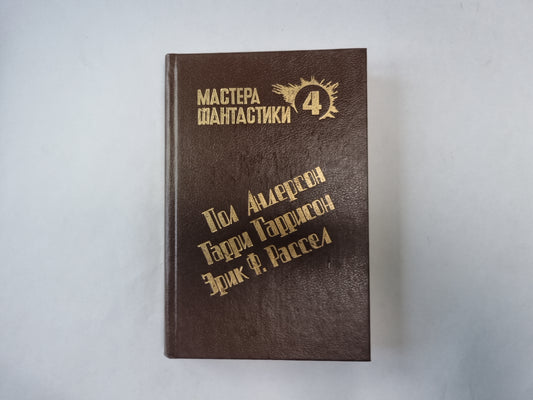 МАСТЕРА
ФАНТАСТИКИ
4
Пол Андерсон
Гарри Гаррисон
Эрик Ф. Рассел